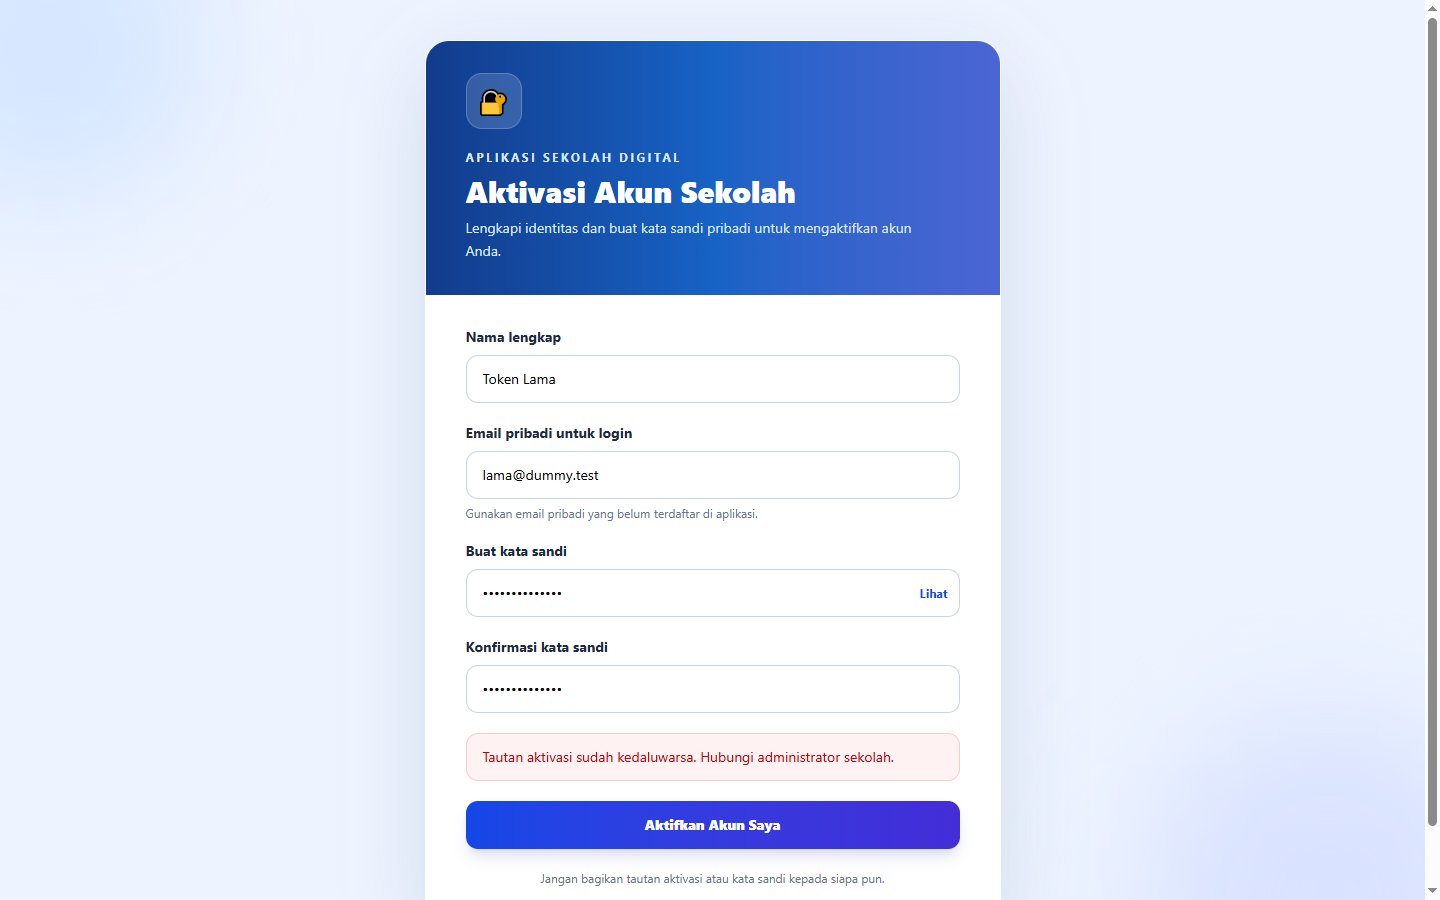 APLIKASI SEKOLAH DIGITAL
Aktivasi Akun Sekolah
Lengkapi identitas dan buat kata sandi pribadi untuk mengaktifkan akun
Anda.
Nama lengkap
Token Lama
Email pribadi untuk login
lama@dummy.test
Gunakan email pribadi yang belum terdaftar di aplikasi.
Buat kata sandi
••••••••••••••
Lihat
Konfirmasi kata sandi
••••••••••••••
Tautan aktivasi sudah kedaluwarsa. Hubungi administrator sekolah.
Aktifkan Akun Saya
Jangan bagikan tautan aktivasi atau kata sandi kepada siapa pun.